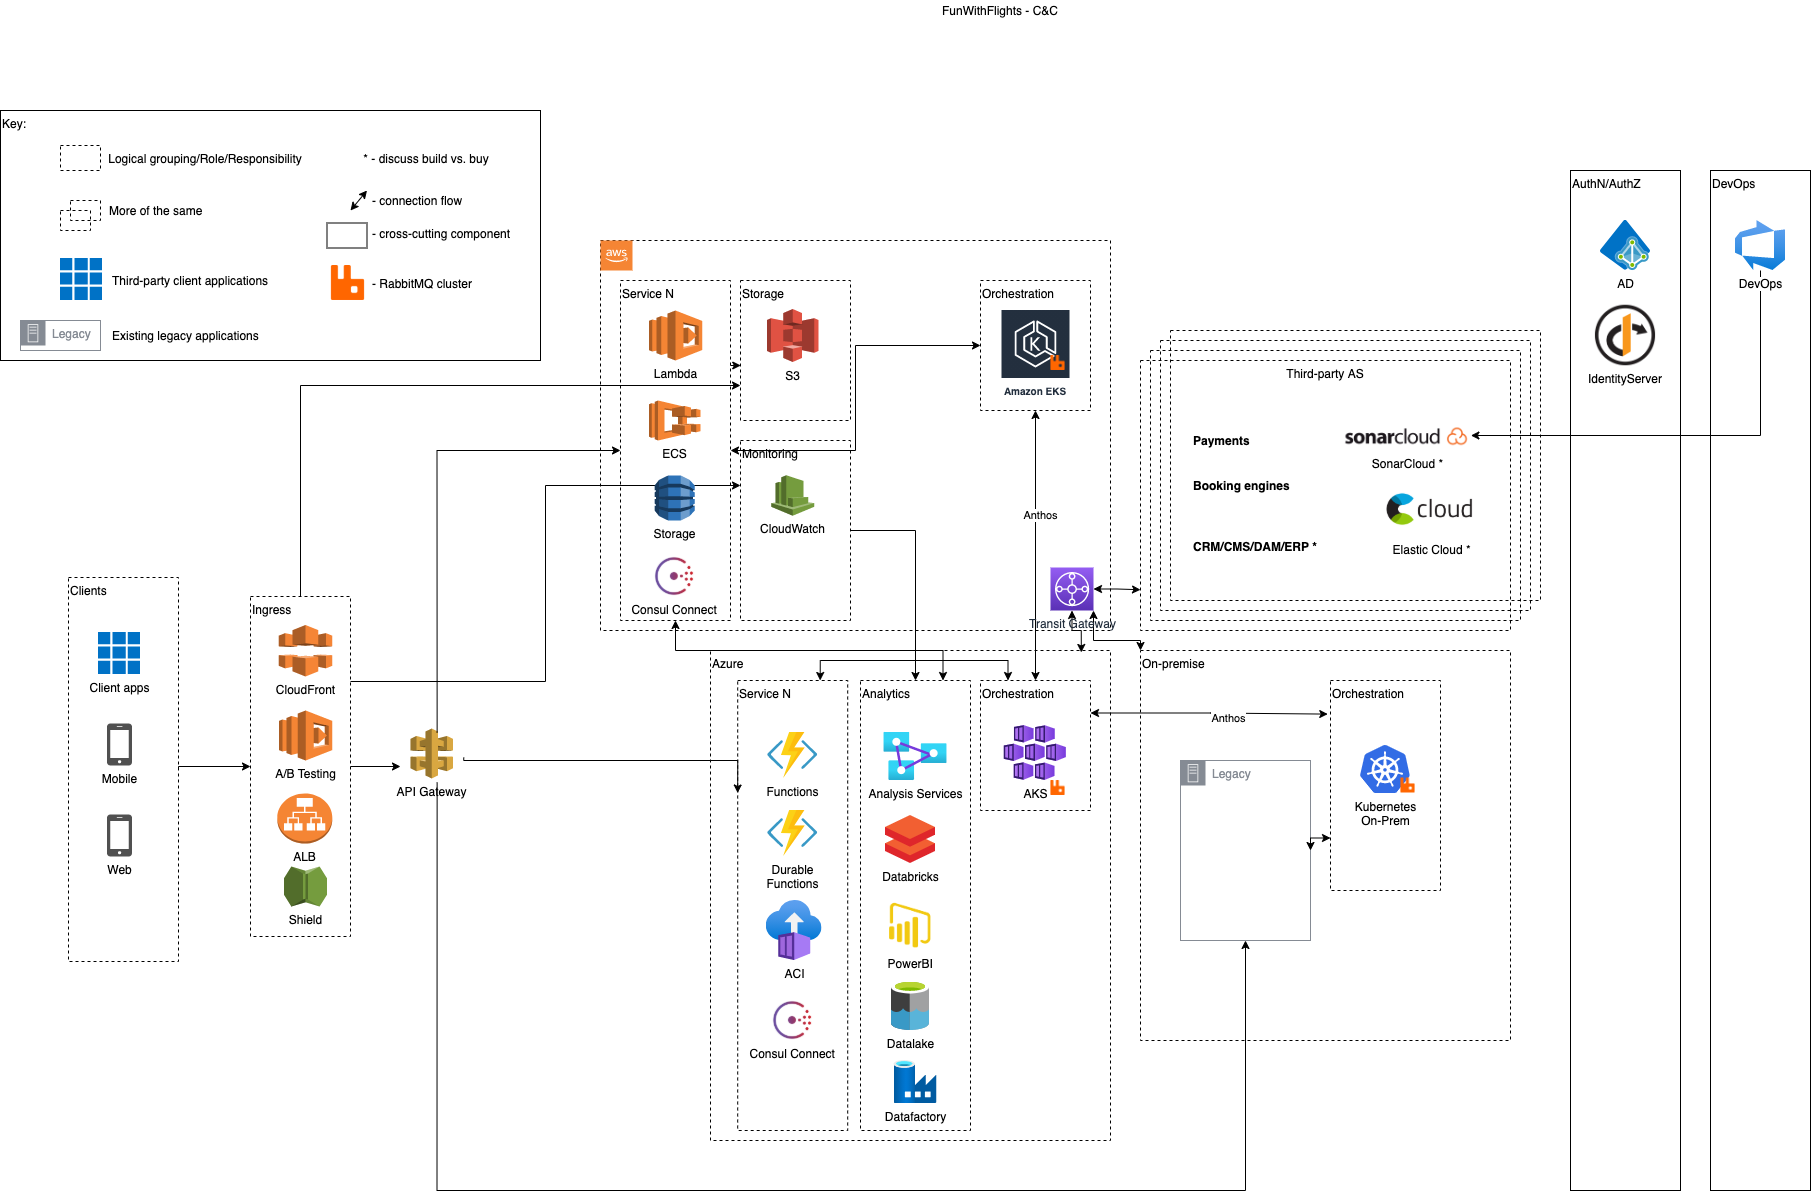 FunWithFlights - C&C
Key:
Logical grouping/Role/Responsibility
* - discuss build vs. buy
More of the same
- connection flow
- cross-cutting component
Third-party client applications
- RabbitMQ cluster
Legacy
Existing legacy applications
AuthN/AuthZ
AD
IdentityServer
DevOps
DevOps
aws
Service N
Lambda
ECS
Storage
Consul Connect
Storage
S3
Monitoring
CloudWatch
Orchestration
K
Amazon EKS
Anthos
Transit Gateway
Third-party AS
Payments
Booking engines
CRM/CMS/DAM/ERP *
sonarcloud
SonarCloud *
cloud
Elastic Cloud *
Clients
Client apps
Mobile
Web
Ingress
CloudFront
A/B Testing
ALB
Shield
API Gateway
Azure
Service N
Functions
Durable
Functions
ACI
Consul Connect
Analytics
Analysis Services
Databricks
PowerBI
Datalake
Datafactory
Orchestration
AKS
Anthos
On-premise
Legacy
Orchestration
Kubernetes
On-Prem